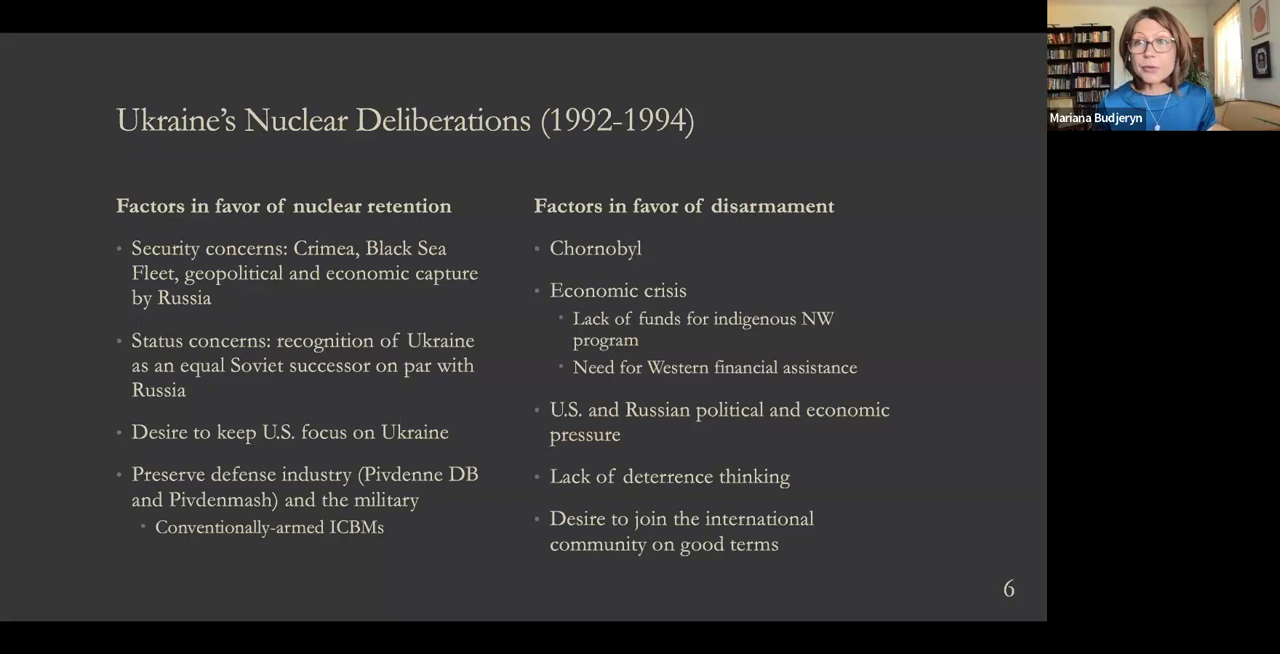 Ukraine's Nuclear Deliberations (1992-1994)
Factors in favor of nuclear retention
• Security concerns: Crimea, Black Sea
Fleet, geopolitical and economic capture
by Russia
• Status concerns: recognition of Ukraine
as an equal Soviet successor on par with
Russia
• Desire to keep U.S. focus on Ukraine
• Preserve defense industry (Pivdenne DB
and Pivdenmash) and the military
• Conventionally-armed ICBMs
Factors in favor of disarmament
• Chornobyl
• Economic crisis
• Lack of funds for indigenous NW
program
• Need for Western financial assistance
• U.S. and Russian political and economic
pressure
• Lack of deterrence thinking
• Desire to join the international
community on good terms
6
Mariana Budjeryn